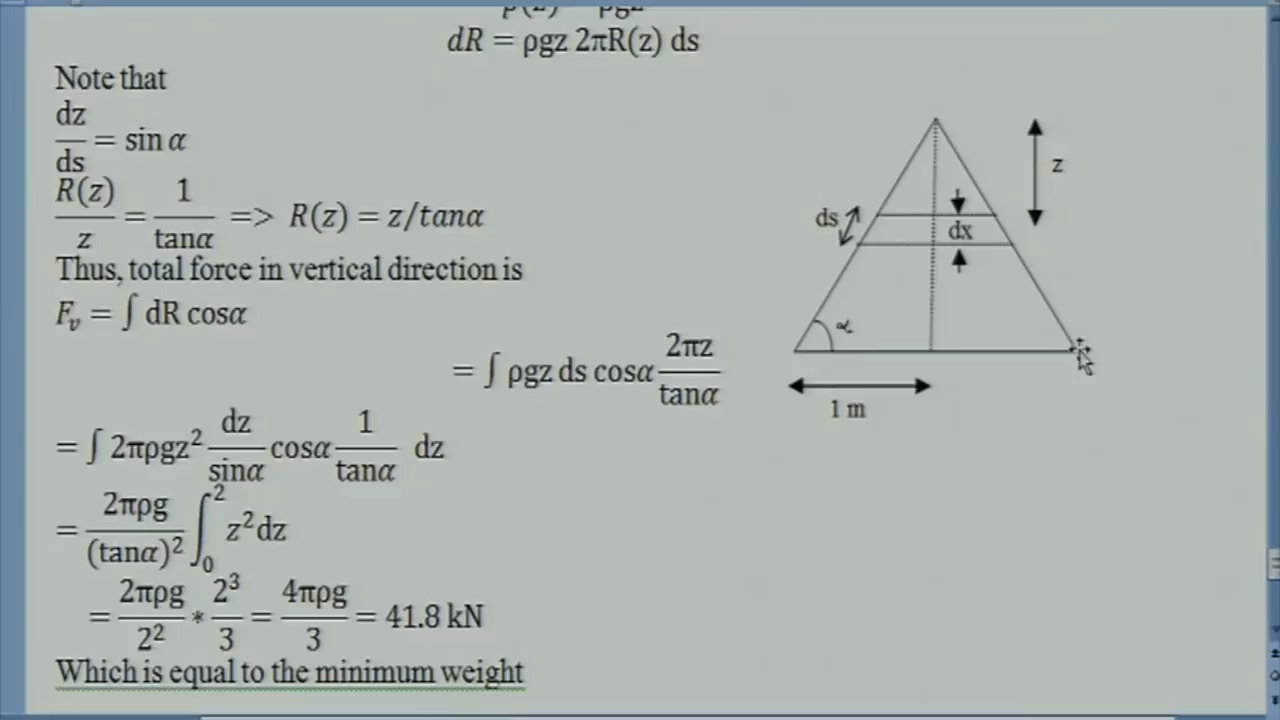 dR = ρgz 2πR(z) ds
Note that
dz/ds = sin α
R(z)/z = 1/tanα => R(z) = z/tanα
Thus, total force in vertical direction is
F_v = ∫ dR cosα
= ∫ ρgz ds cosα 2πz/tanα
= ∫ 2πρgz² dz/sinα cosα 1/tanα dz
= 2πρg/(tanα)² ∫₀² z²dz
= 2πρg/2² * 2³/3 = 4πρg/3 = 41.8 kN
Which is equal to the minimum weight
z
ds
dx
α
1 m